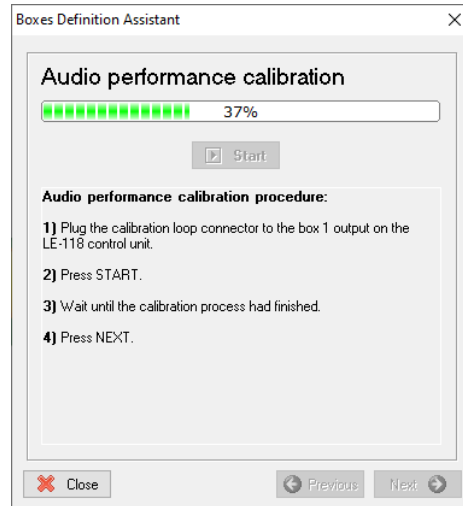 Boxes Definition Assistant
Audio performance calibration
37%
Start
Audio performance calibration procedure:
1) Plug the calibration loop connector to the box 1 output on the
LE-118 control unit.
2) Press START.
3) Wait until the calibration process had finished.
4) Press NEXT.
Close
Previous
Next